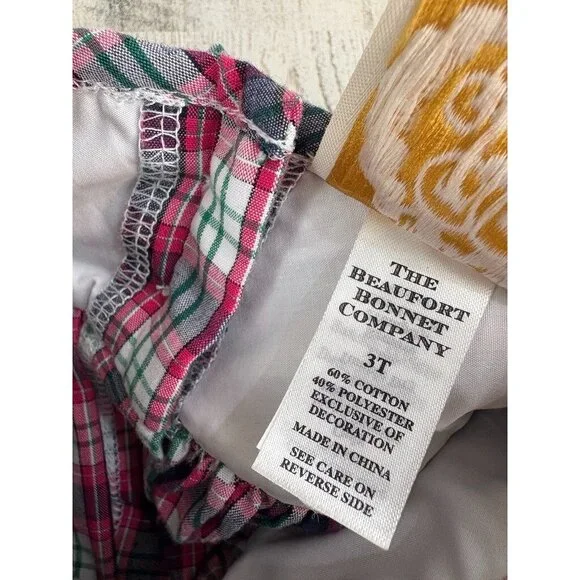 THE
BEAUFORT
BONNET
COMPANY
3T
60% COTTON
40% POLYESTER
EXCLUSIVE OF
DECORATION
MADE IN CHINA
SEE CARE ON
REVERSE SIDE